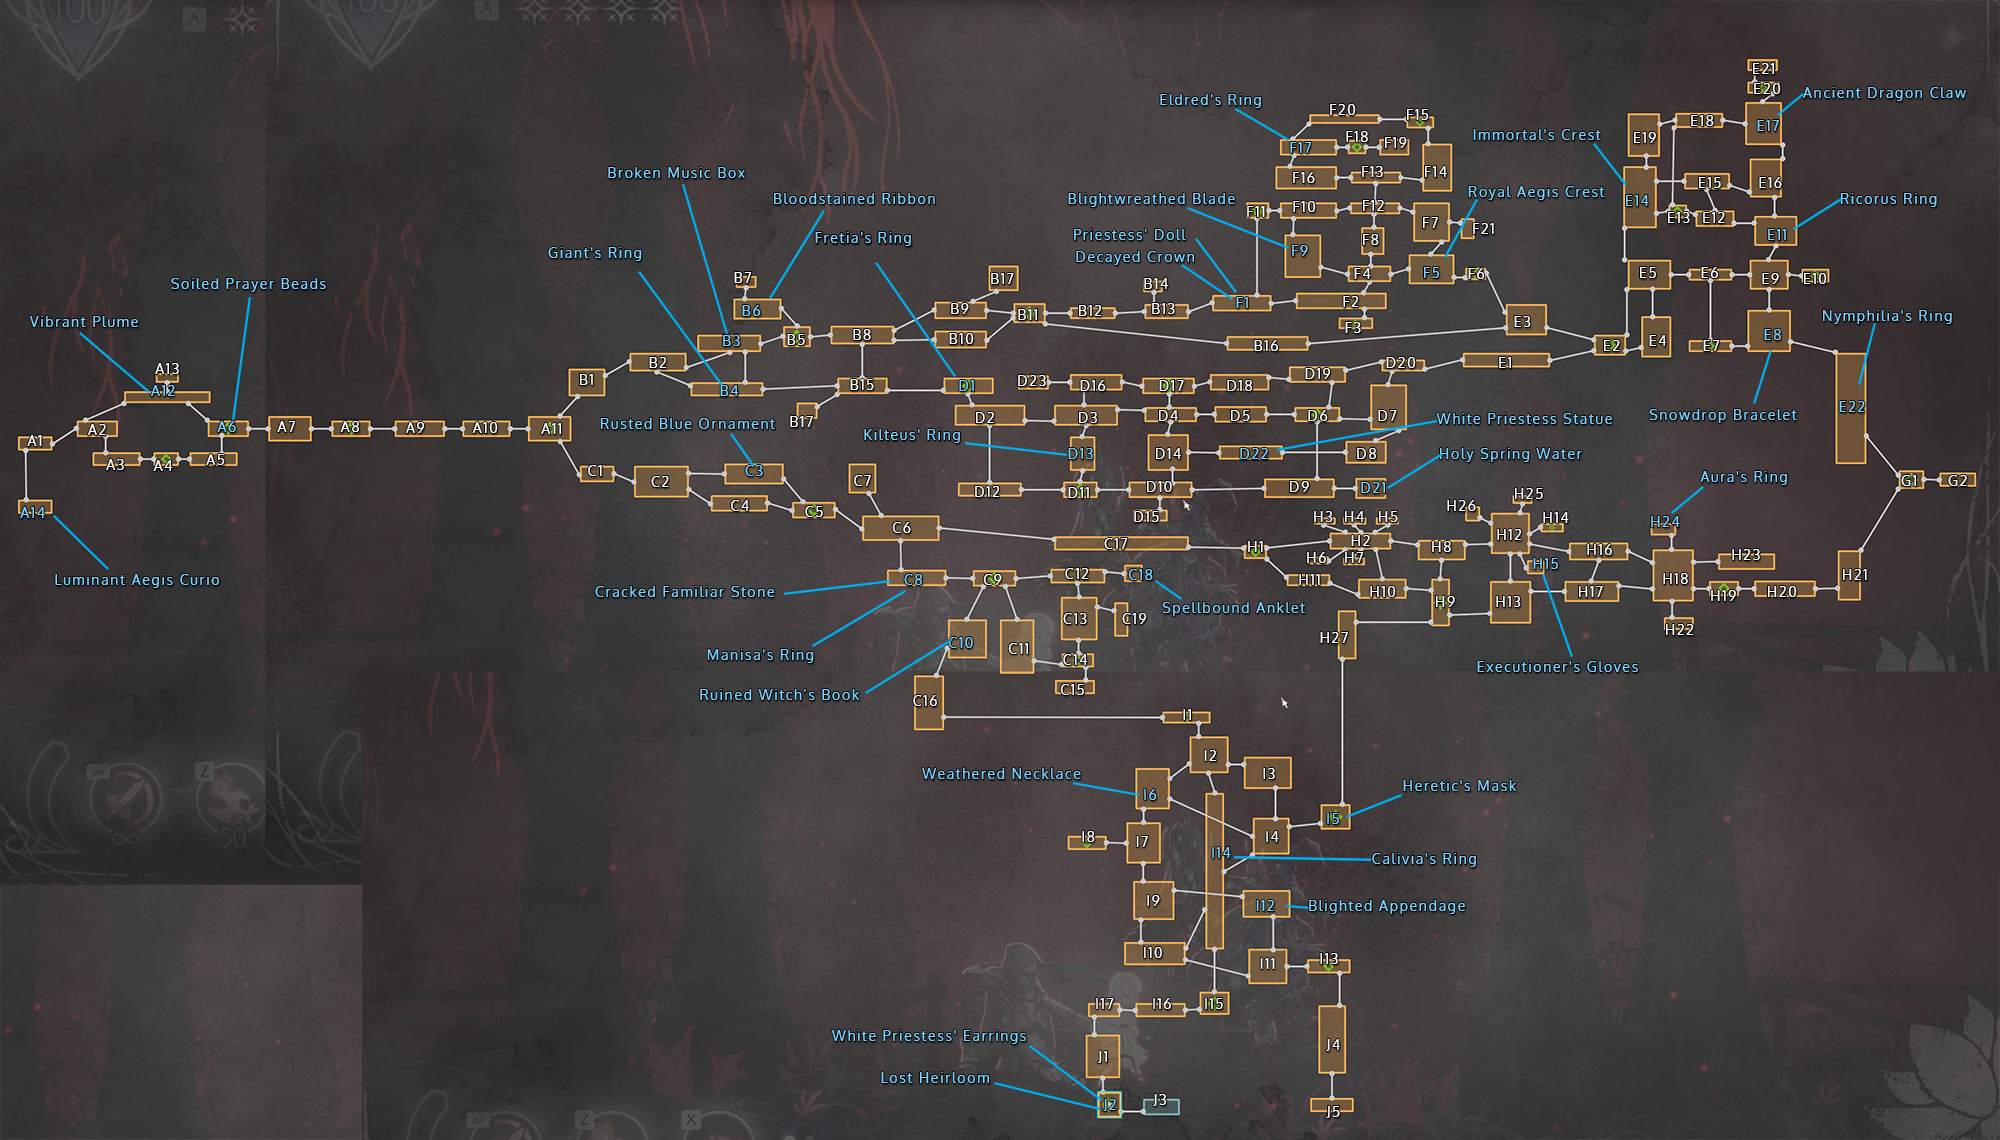 100
A
100
A
E21
E20
Ancient Dragon Claw
Eldred's Ring
F20
F15
E18
E17
Immortal's Crest
E19
F17
F18
F19
Broken Music Box
F16
F13
F14
E15
E16
Royal Aegis Crest
E14
Bloodstained Ribbon
Blightwreathed Blade
Ricorus Ring
F11
F10
F12
E13
E12
F7
F21
Fretia's Ring
Priestess' Doll
F8
E11
Giant's Ring
Decayed Crown
F9
Soiled Prayer Beads
B7
B17
B14
F4
F5
F6
E5
E6
E9
E10
B6
B9
B11
B12
B13
F1
F2
Vibrant Plume
Nymphilia's Ring
F3
E3
B3
B5
B8
B10
B16
E2
E4
E7
E8
A13
B2
D20
E1
B1
D19
A12
B4
B15
D1
D23
D16
D17
D18
E22
B17
D2
D3
D4
D5
D6
D7
White Priestess Statue
Snowdrop Bracelet
A1
A2
A6
A7
A8
A9
A10
A11
Rusted Blue Ornament
Kilteus' Ring
D13
D14
D22
D8
Holy Spring Water
A3
A4
A5
C1
C2
C3
C7
Aura's Ring
G1
G2
D12
D11
D10
D9
D21
A14
C4
C5
D15
H26
H25
H3
H4
H5
H14
H24
C6
H12
C17
H1
H2
H8
H16
H23
H6
H7
H15
Luminant Aegis Curio
C8
C9
C12
C18
H11
H10
H18
H21
Cracked Familiar Stone
H9
H13
H17
H19
H20
Spellbound Anklet
C13
C19
H22
Manisa's Ring
C10
C11
H27
C14
Executioner's Gloves
Ruined Witch's Book
C15
C16
I1
I2
ctrl
Z
Weathered Necklace
I3
Heretic's Mask
I6
50
I5
I8
I7
I4
I14
Calivia's Ring
I9
I12
Blighted Appendage
I10
I11
I13
I17
I16
I15
White Priestess' Earrings
J4
J1
Lost Heirloom
J2
J3
J5
ctrl
Z
X